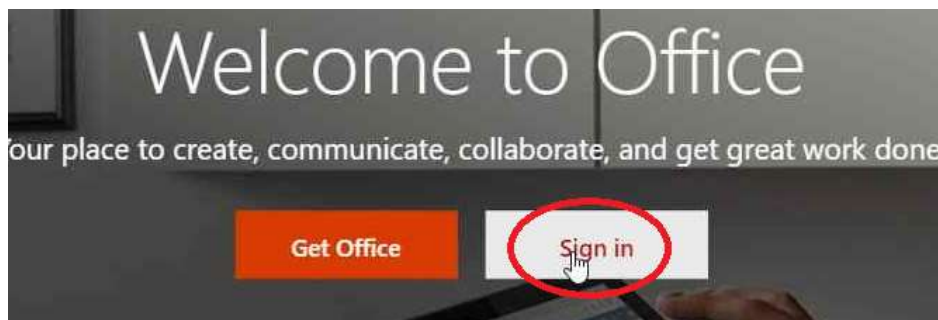 Welcome to Office
our place to create, communicate, collaborate, and get great work done
Get Office
Sign in